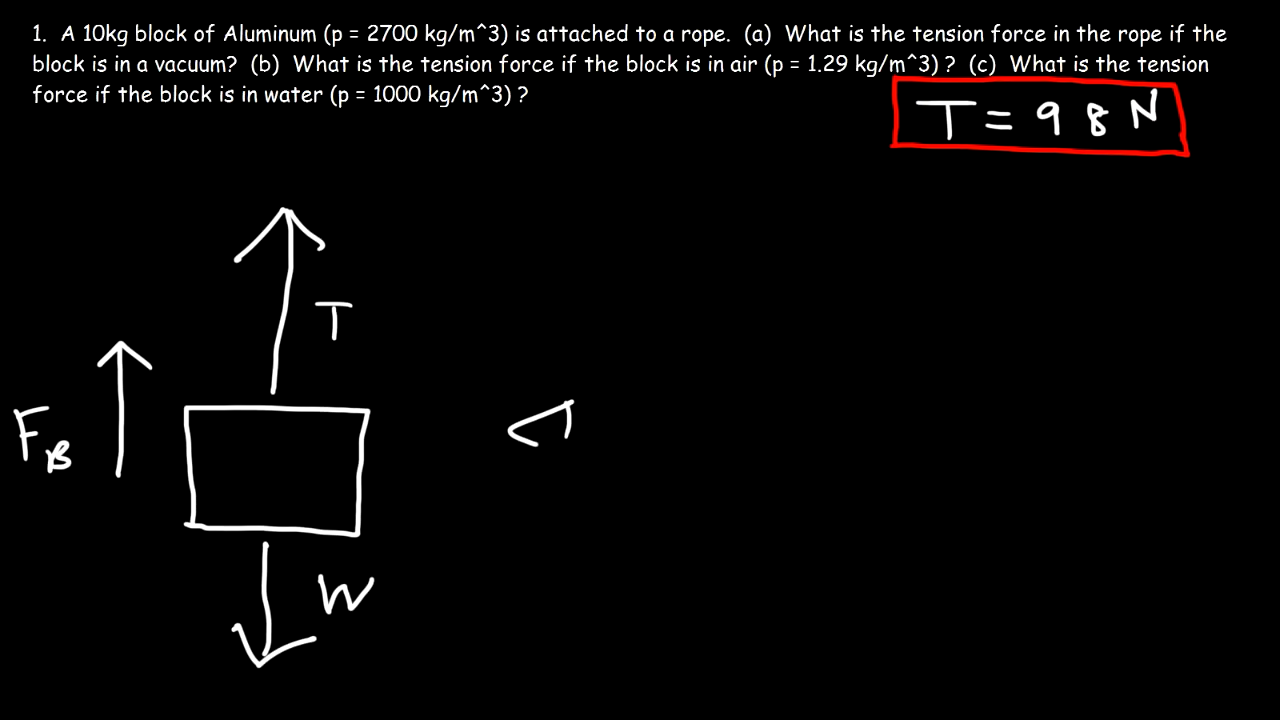 1. A 10kg block of Aluminum (p = 2700 kg/m^3) is attached to a rope. (a) What is the tension force in the rope if the
block is in a vacuum? (b) What is the tension force if the block is in air (p = 1.29 kg/m^3) ? (c) What is the tension
force if the block is in water (p = 1000 kg/m^3) ?
T = 98 N
T
FB
W